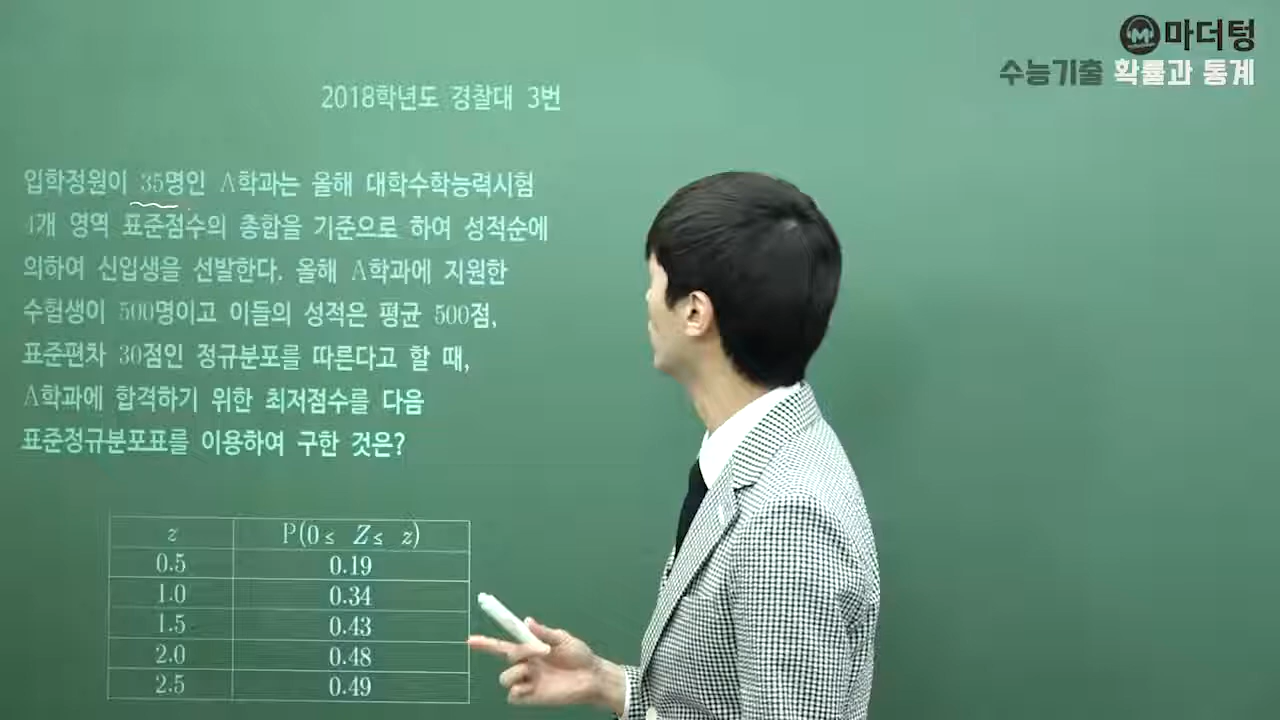 마더텅
수능기출 확률과 통계
2018학년도 경찰대 3번
입학정원이 35명인 A학과는 올해 대학수학능력시험
4개 영역 표준점수의 총합을 기준으로 하여 성적순에
의하여 신입생을 선발한다. 올해 A학과에 지원한
수험생이 500명이고 이들의 성적은 평균 500점,
표준편차 30점인 정규분포를 따른다고 할 때,
A학과에 합격하기 위한 최저점수를 다음
표준정규분포표를 이용하여 구한 것은?
z P(0≤ Z≤ z)
0.5 0.19
1.0 0.34
1.5 0.43
2.0 0.48
2.5 0.49